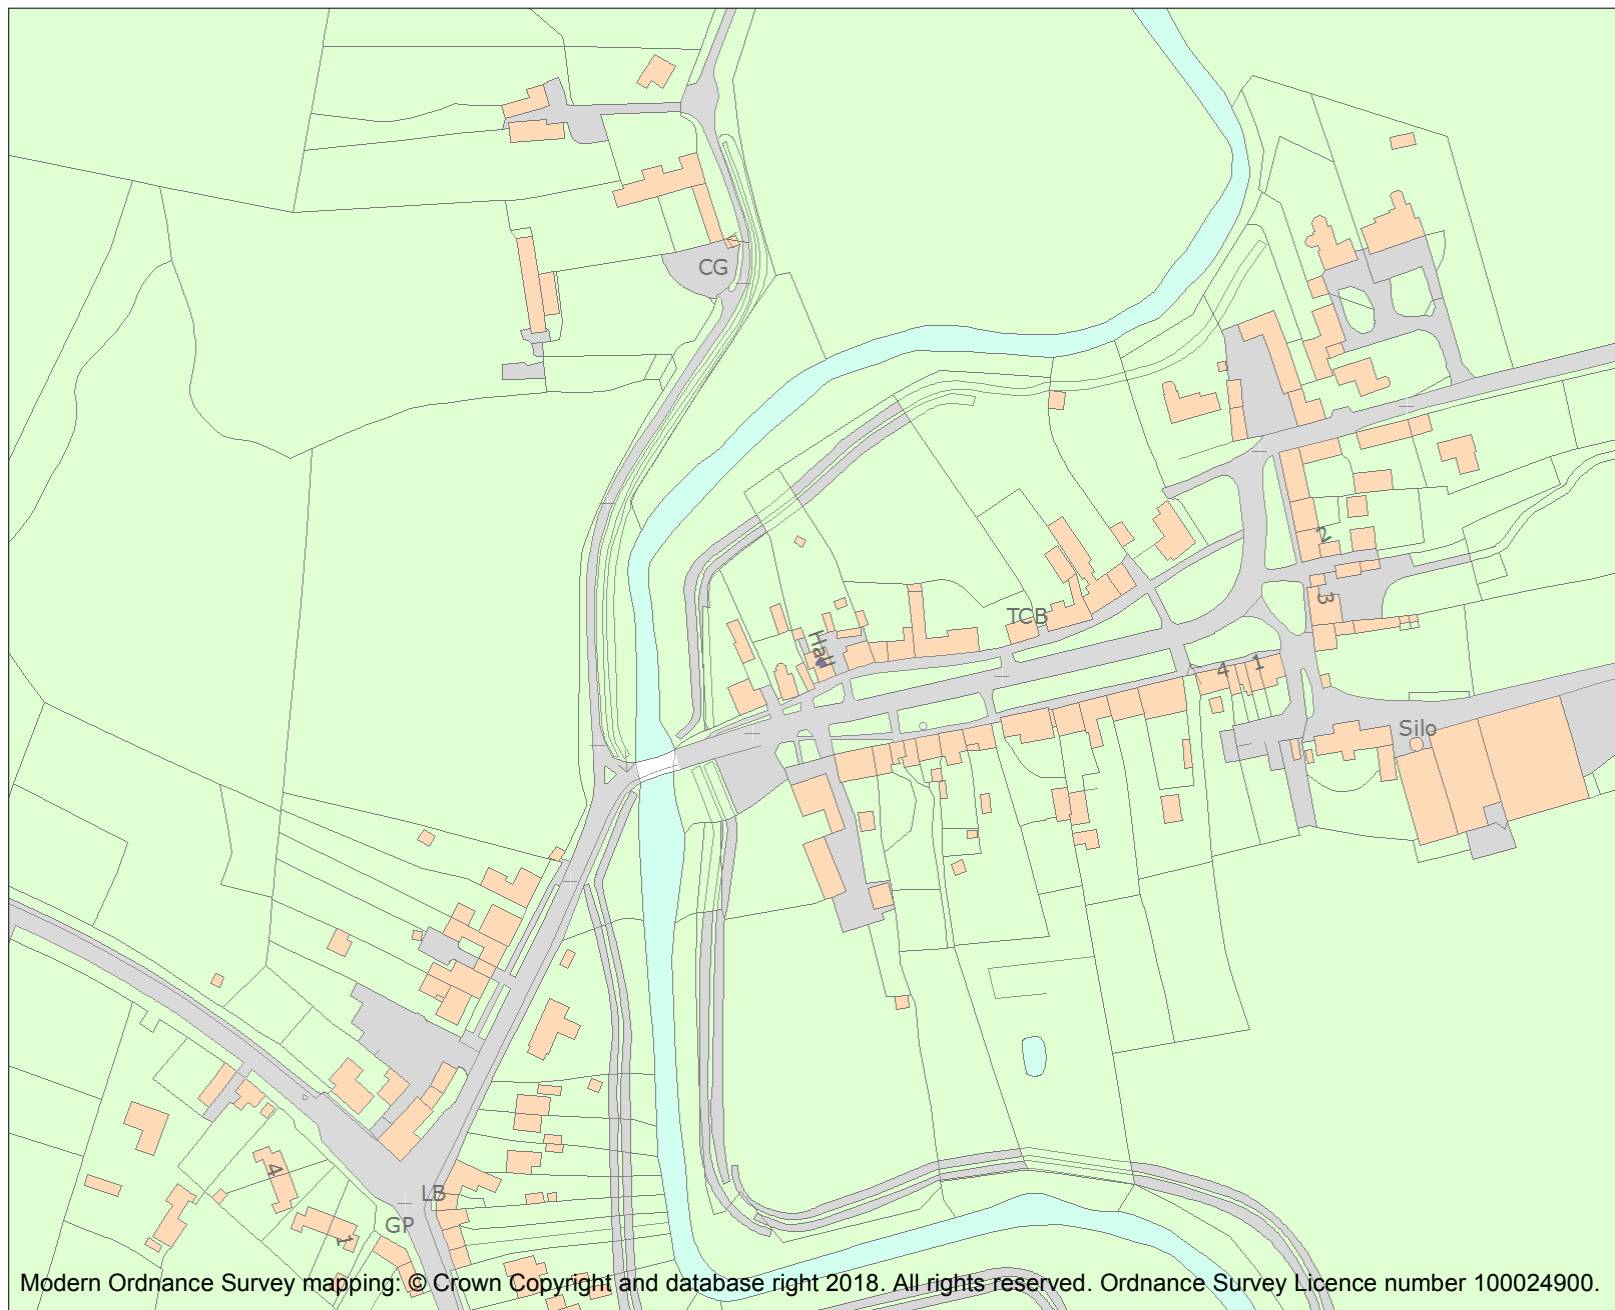 CG
2
3
TCB
Hall
4 1
Silo
4
LB
GP
1
Modern Ordnance Survey mapping: © Crown Copyright and database right 2018. All rights reserved. Ordnance Survey Licence number 100024900.